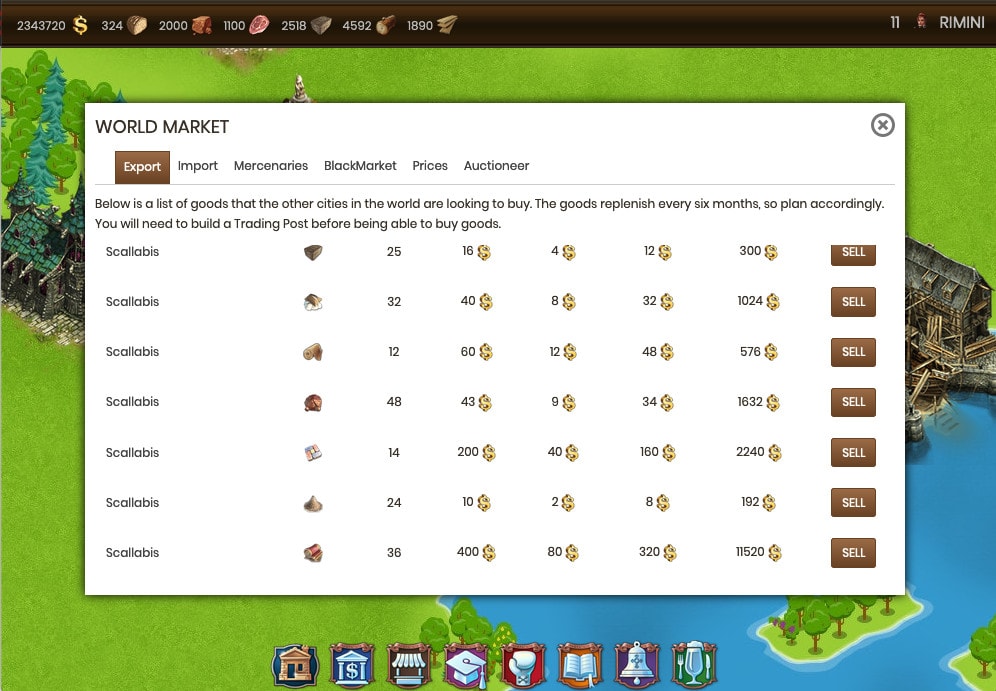 2343720 324 2000 1100 2518 4592 1890 11 RIMINI
WORLD MARKET
Export Import Mercenaries BlackMarket Prices Auctioneer
Below is a list of goods that the other cities in the world are looking to buy. The goods replenish every six months, so plan accordingly.
You will need to build a Trading Post before being able to buy goods.
Scallabis 25 16 4 12 300 SELL
Scallabis 32 40 8 32 1024 SELL
Scallabis 12 60 12 48 576 SELL
Scallabis 48 43 9 34 1632 SELL
Scallabis 14 200 40 160 2240 SELL
Scallabis 24 10 2 8 192 SELL
Scallabis 36 400 80 320 11520 SELL